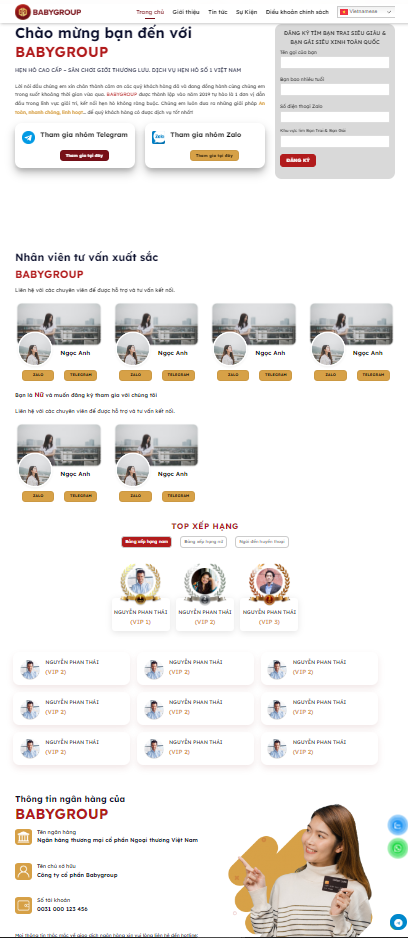 BABYGROUP
Trang chủ Giới thiệu Tin tức Sự Kiện Điều khoản chính sách Vietnamese
Chào mừng bạn đến với
BABYGROUP
HẸN HÒ CAO CẤP – SÂN CHƠI GIỚI THƯỢNG LƯU. DỊCH VỤ HẸN HÒ SỐ 1 VIỆT NAM
Lời nói đầu chúng em xin chân thành cảm ơn các quý khách hàng đã và đang đồng hành cùng chúng em
trong suốt khoảng thời gian vừa qua. BABYGROUP được thành lập vào năm 2019 tự hào là 1 đơn vị dẫn
đầu trong lĩnh vực giải trí, kết nối hẹn hò không ràng buộc. Chúng em luôn đưa ra những giải pháp An
toàn, nhanh chóng, linh hoạt... để quý khách hàng có được dịch vụ tốt nhất!
Tham gia nhóm Telegram
Tham gia tại đây
Zalo
Tham gia nhóm Zalo
Tham gia tại đây
ĐĂNG KÝ TÌM BẠN TRAI SIÊU GIÀU &
BẠN GÁI SIÊU XINH TOÀN QUỐC
Tên gọi của bạn
Bạn bao nhiêu tuổi
Số điện thoại Zalo
Khu vực tìm Bạn Trai & Bạn Gái
ĐĂNG KÝ
Nhân viên tư vấn xuất sắc
BABYGROUP
Liên hệ với các chuyên viên để được hỗ trợ và tư vấn kết nối.
Ngọc Anh Ngọc Anh Ngọc Anh Ngọc Anh
ZALO TELEGRAM ZALO TELEGRAM ZALO TELEGRAM ZALO TELEGRAM
Bạn là Nữ và muốn đăng ký tham gia với chúng tôi
Liên hệ với các chuyên viên để được hỗ trợ và tư vấn kết nối.
Ngọc Anh Ngọc Anh
ZALO TELEGRAM ZALO TELEGRAM
TOP XẾP HẠNG
Bảng xếp hạng nam Bảng xếp hạng nữ Nghệ đến huyền thoại
NGUYỄN PHAN THÁI NGUYỄN PHAN THÁI NGUYỄN PHAN THÁI
(VIP 1) (VIP 2) (VIP 3)
NGUYỄN PHAN THÁI NGUYỄN PHAN THÁI NGUYỄN PHAN THÁI
(VIP 2) (VIP 2) (VIP 2)
NGUYỄN PHAN THÁI NGUYỄN PHAN THÁI NGUYỄN PHAN THÁI
(VIP 2) (VIP 2) (VIP 2)
NGUYỄN PHAN THÁI NGUYỄN PHAN THÁI NGUYỄN PHAN THÁI
(VIP 2) (VIP 2) (VIP 2)
Thông tin ngân hàng của
BABYGROUP
Tên ngân hàng
Ngân hàng thương mại cổ phần Ngoại thương Việt Nam
Tên chủ sở hữu
Công ty cổ phần Babygroup
Số tài khoản
0031 000 123 456
Mọi thông tin thắc mắc về giao dịch ngân hàng xin vui lòng liên hệ đến hotline: